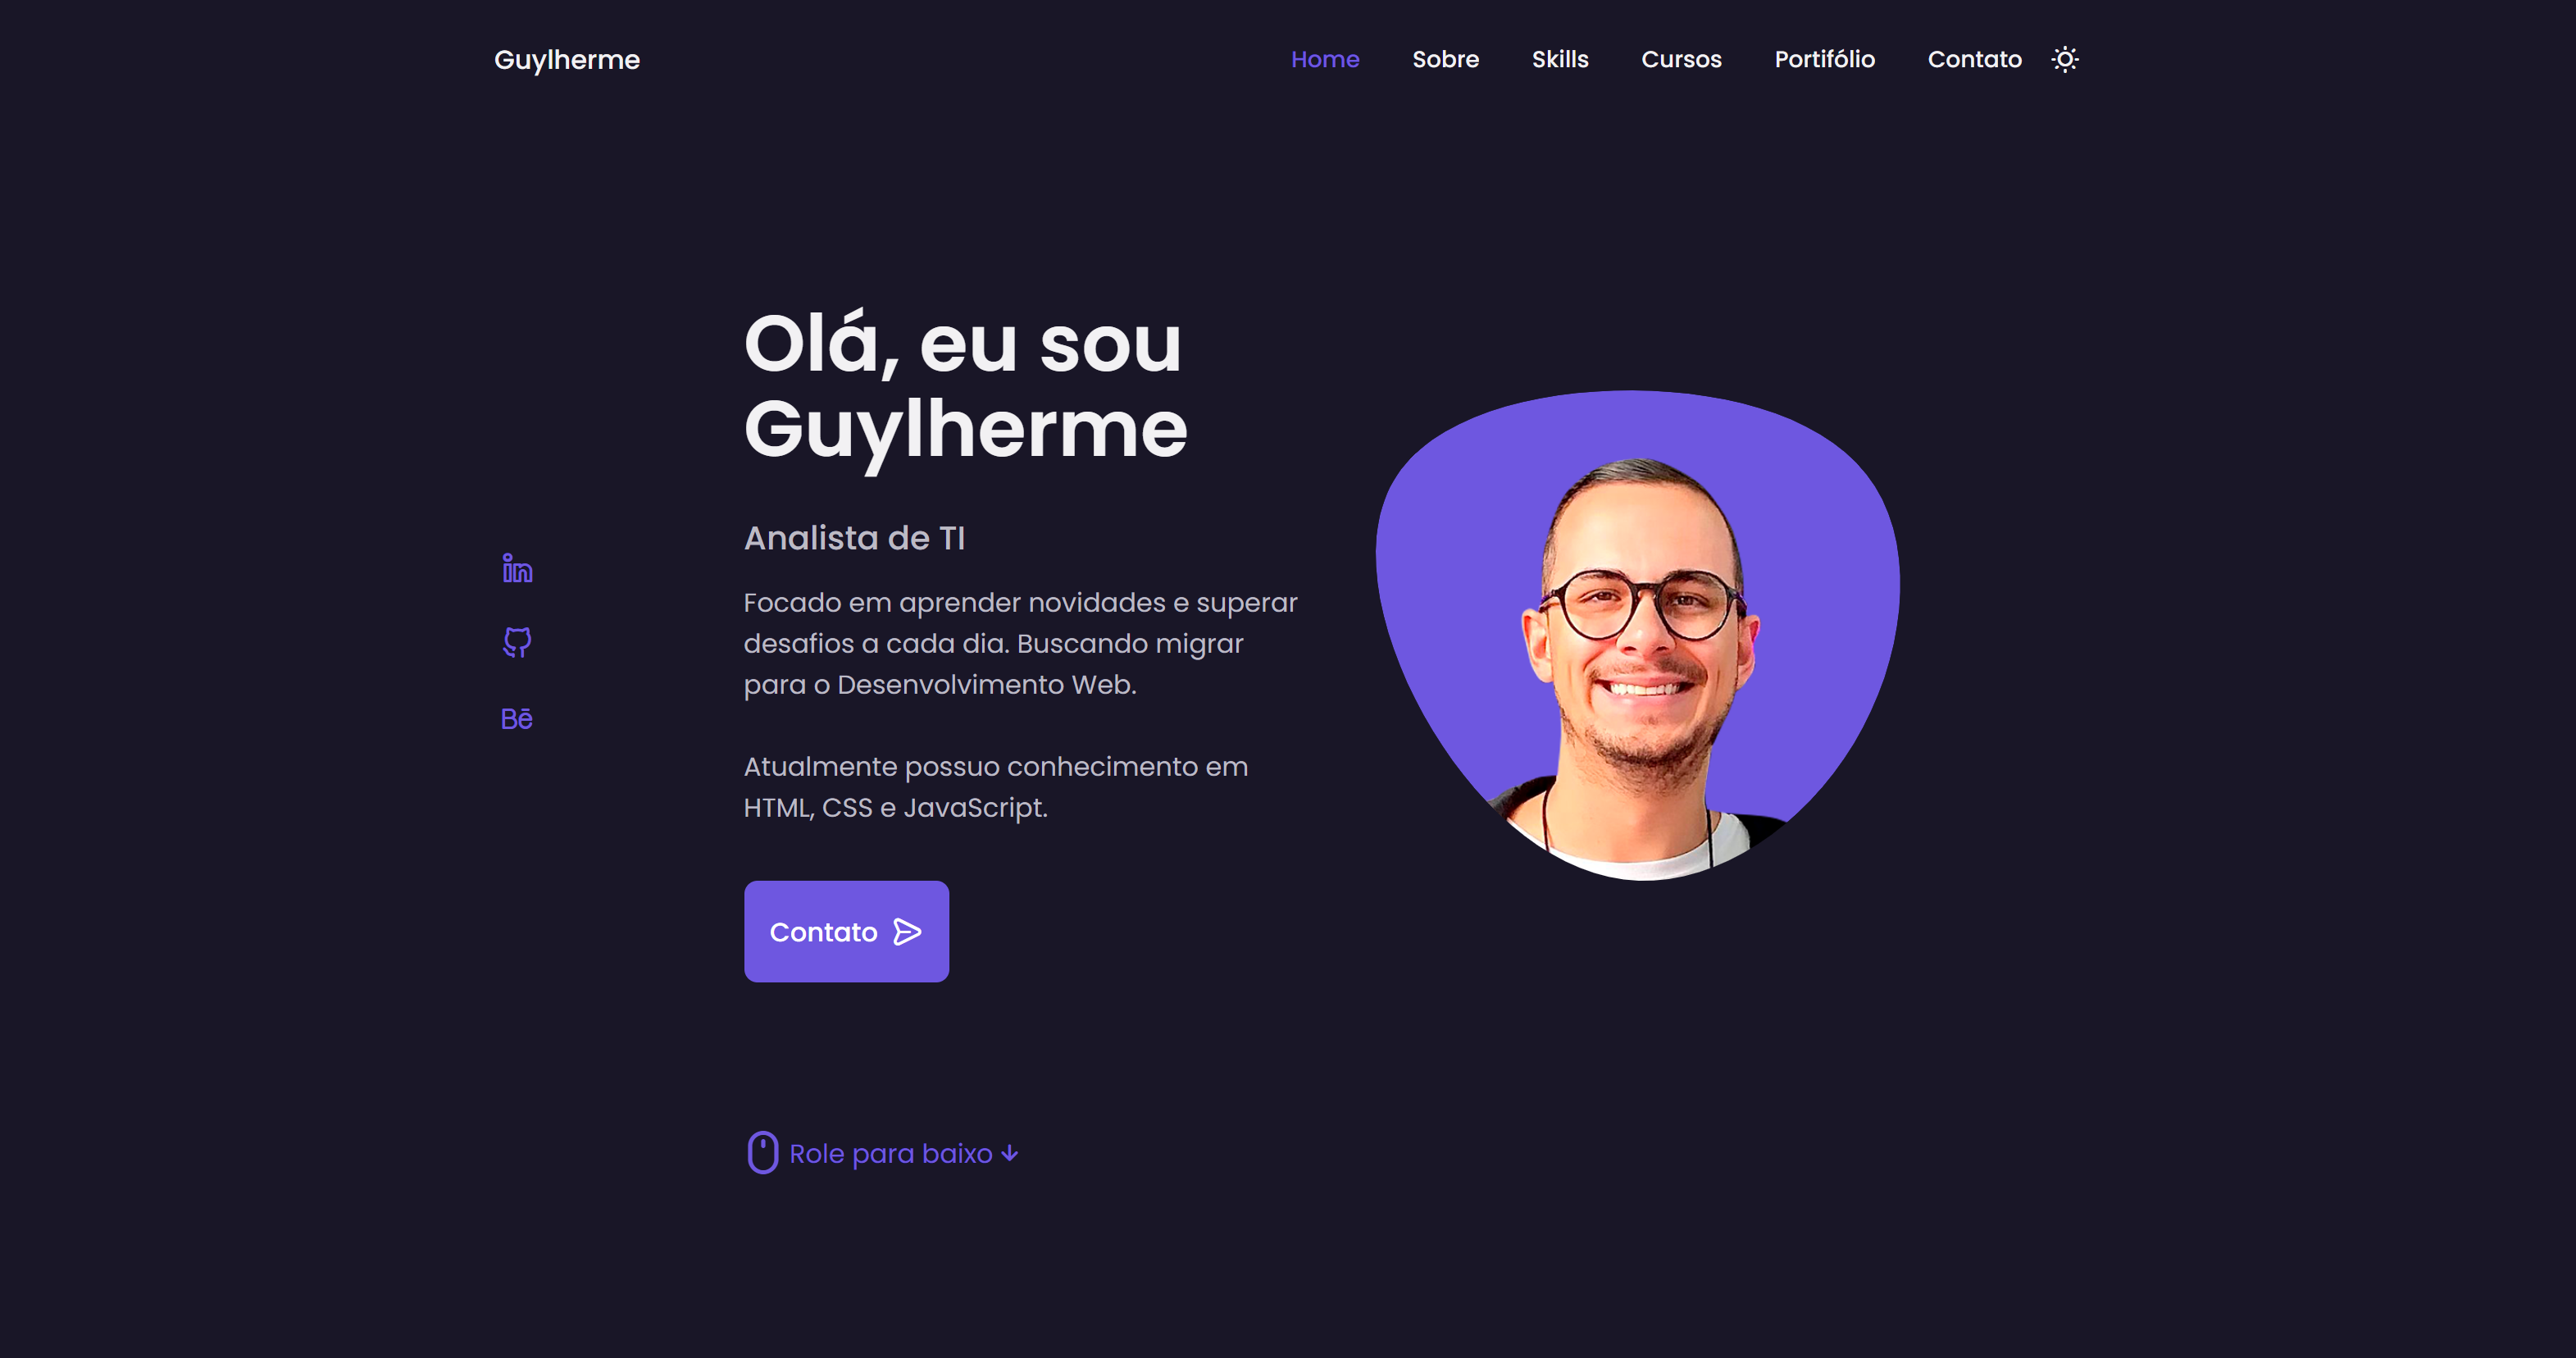 Guylherme
Home Sobre Skills Cursos Portifólio Contato
Olá, eu sou
Guylherme
Analista de TI
Focado em aprender novidades e superar
desafios a cada dia. Buscando migrar
para o Desenvolvimento Web.
Atualmente possuo conhecimento em
HTML, CSS e JavaScript.
in
Bē
Contato
Role para baixo